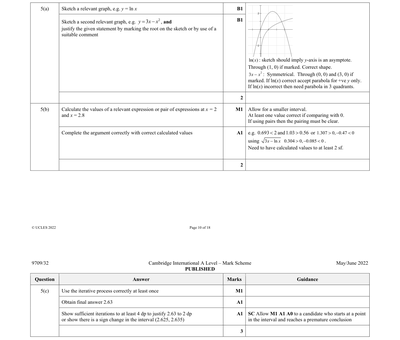 5(a) Sketch a relevant graph, e.g. y = ln x B1
Sketch a second relevant graph, e.g. y = 3x − x², and
justify the given statement by marking the root on the sketch or by use of a
suitable comment
B1
ln(x) : sketch should imply y-axis is an asymptote.
Through (1, 0) if marked. Correct shape.
3x − x² : Symmetrical. Through (0, 0) and (3, 0) if
marked. If ln(x) correct accept parabola for +ve y only.
If ln(x) incorrect then need parabola in 3 quadrants.
2
5(b) Calculate the values of a relevant expression or pair of expressions at x = 2
and x = 2.8
M1 Allow for a smaller interval.
At least one value correct if comparing with 0.
If using pairs then the pairing must be clear.
Complete the argument correctly with correct calculated values A1 e.g. 0.693 < 2 and 1.03 > 0.56 or 1.307 > 0, −0.47 < 0
Need to have calculated values to at least 2 sf.
2
© UCLES 2022 Page 10 of 18
9709/32 Cambridge International A Level – Mark Scheme May/June 2022
PUBLISHED
Question Answer Marks Guidance
5(c) Use the iterative process correctly at least once M1
Obtain final answer 2.63 A1
Show sufficient iterations to at least 4 dp to justify 2.63 to 2 dp
or show there is a sign change in the interval (2.625, 2.635)
A1 SC Allow M1 A1 A0 to a candidate who starts at a point
in the interval and reaches a premature conclusion
3